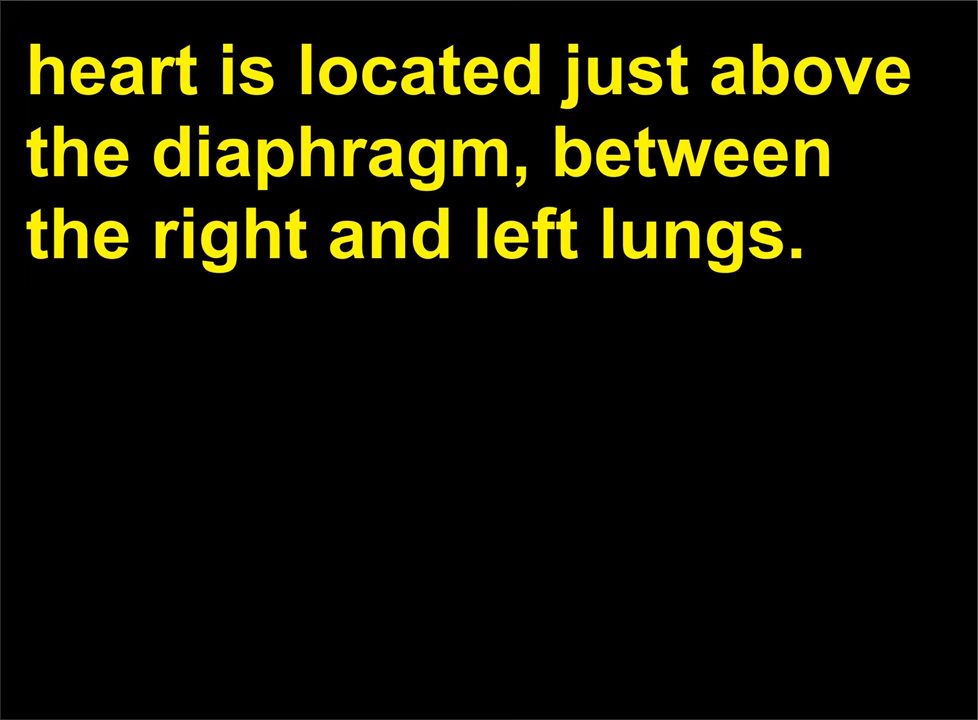 heart is located just above
the diaphragm, between
the right and left lungs.